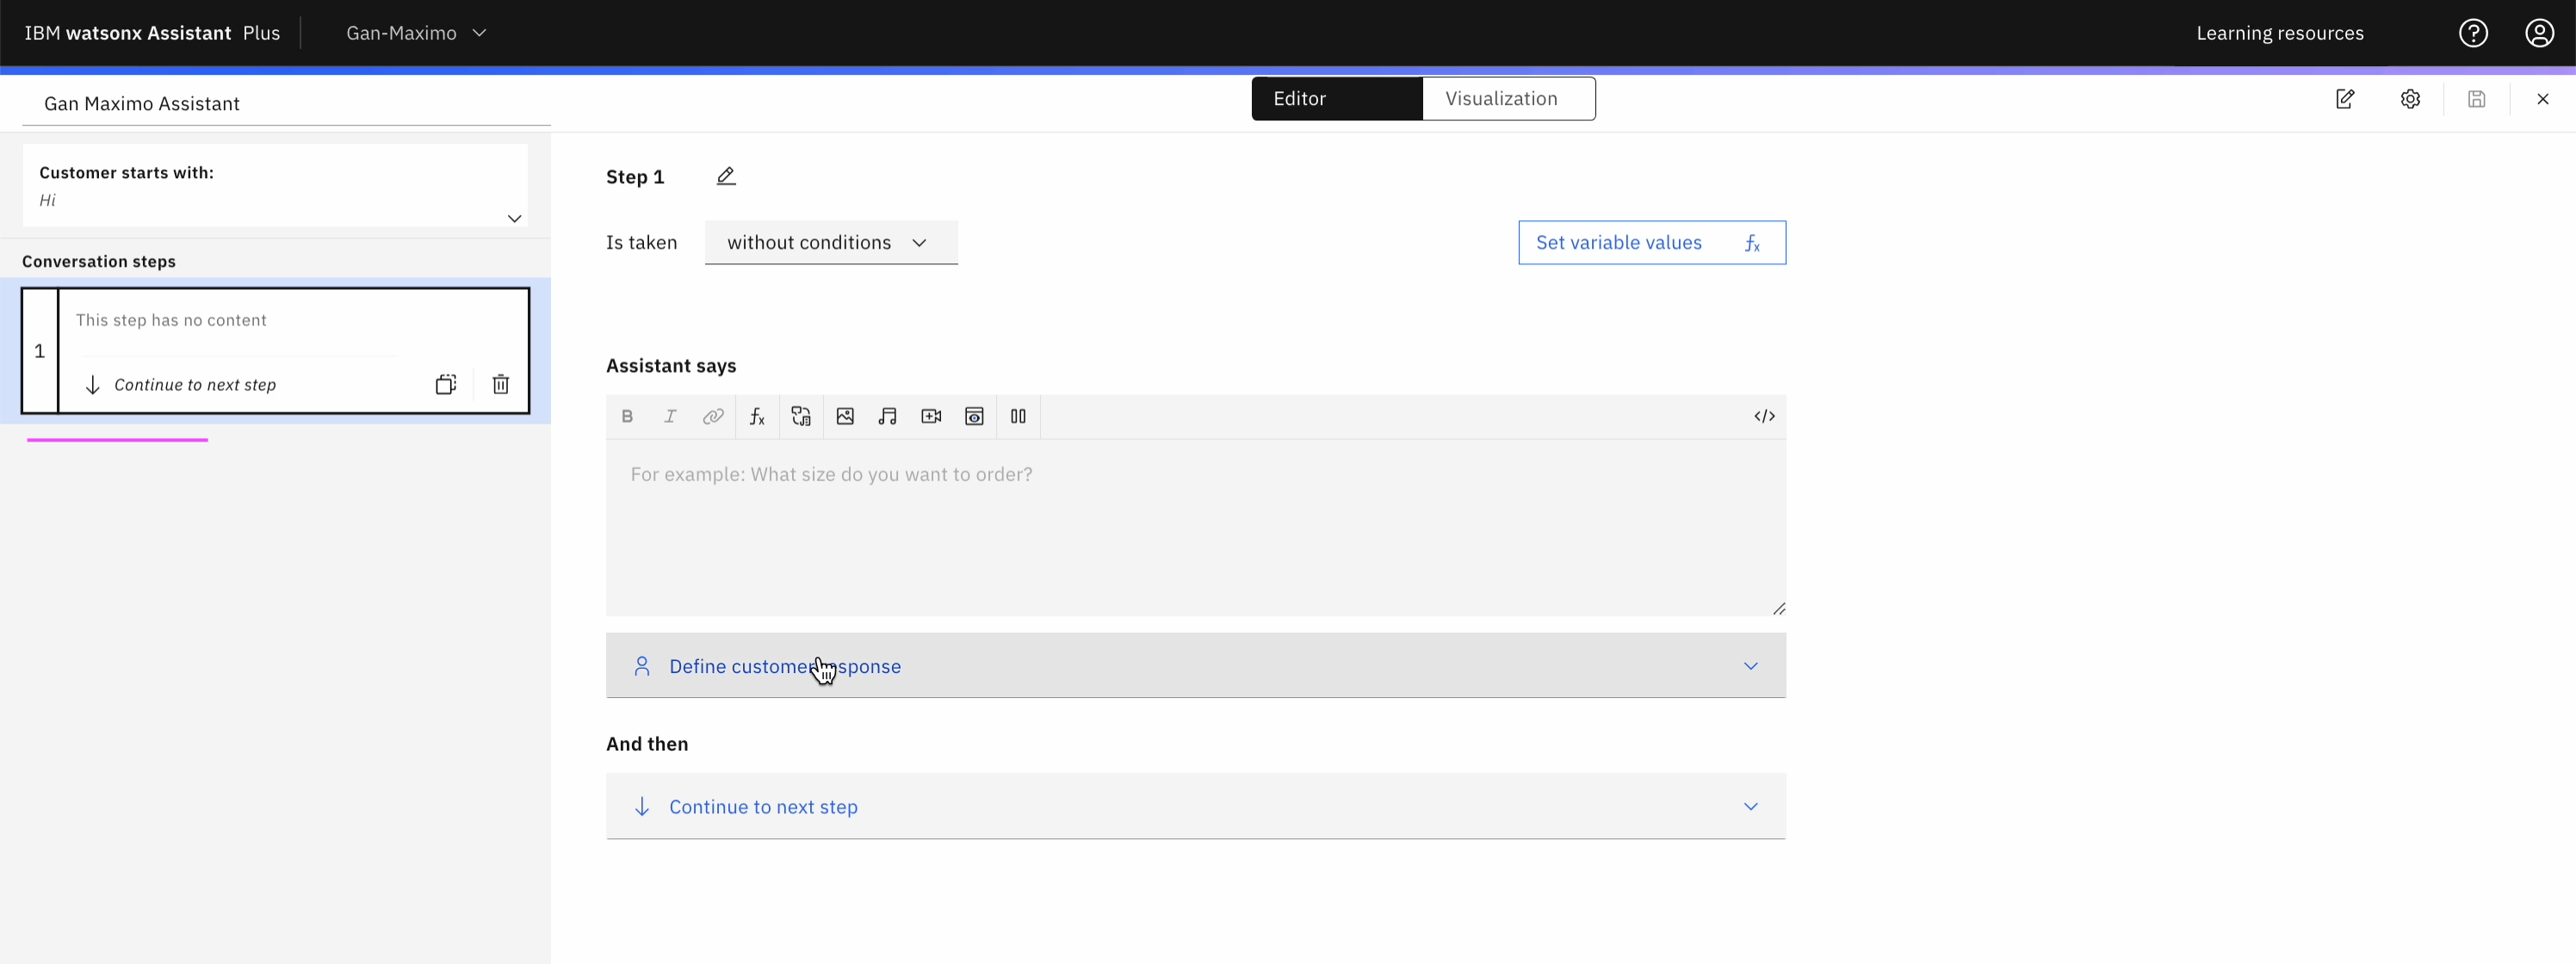 IBM watsonx Assistant Plus
Gan-Maximo
Learning resources
Gan Maximo Assistant
Editor
Visualization
Customer starts with:
Hi
Conversation steps
1
This step has no content
Continue to next step
Step 1
Is taken
without conditions
Set variable values fx
Assistant says
B I fx </>
For example: What size do you want to order?
Define customer response
And then
Continue to next step